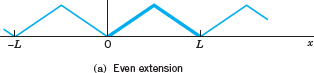 –L 0 L x
(a) Even extension